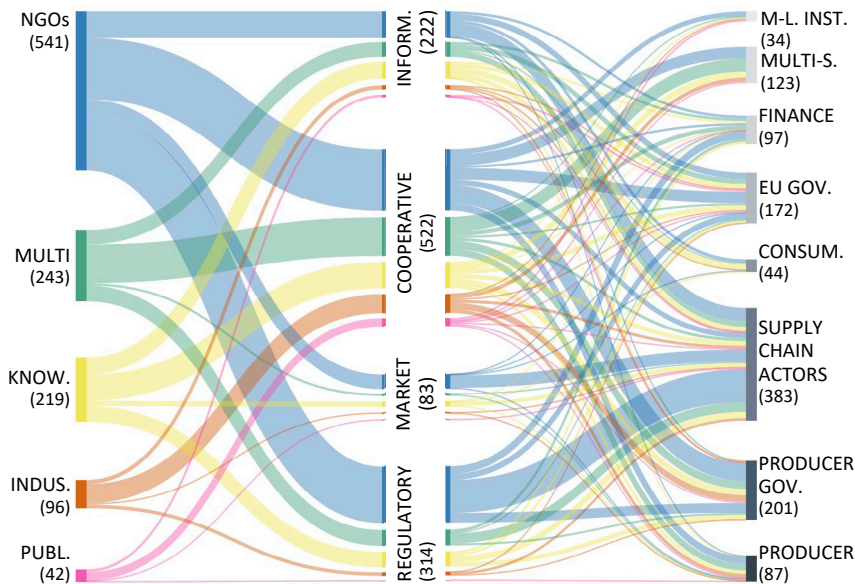 NGOs
(541)
MULTI
(243)
KNOW.
(219)
INDUS.
(96)
PUBL.
(42)
INFORM.
(222)
COOPERATIVE
(522)
MARKET
(83)
REGULATORY
(314)
M-L. INST.
(34)
MULTI-S.
(123)
FINANCE
(97)
EU GOV.
(172)
CONSUM.
(44)
SUPPLY
CHAIN
ACTORS
(383)
PRODUCER
GOV.
(201)
PRODUCER
(87)